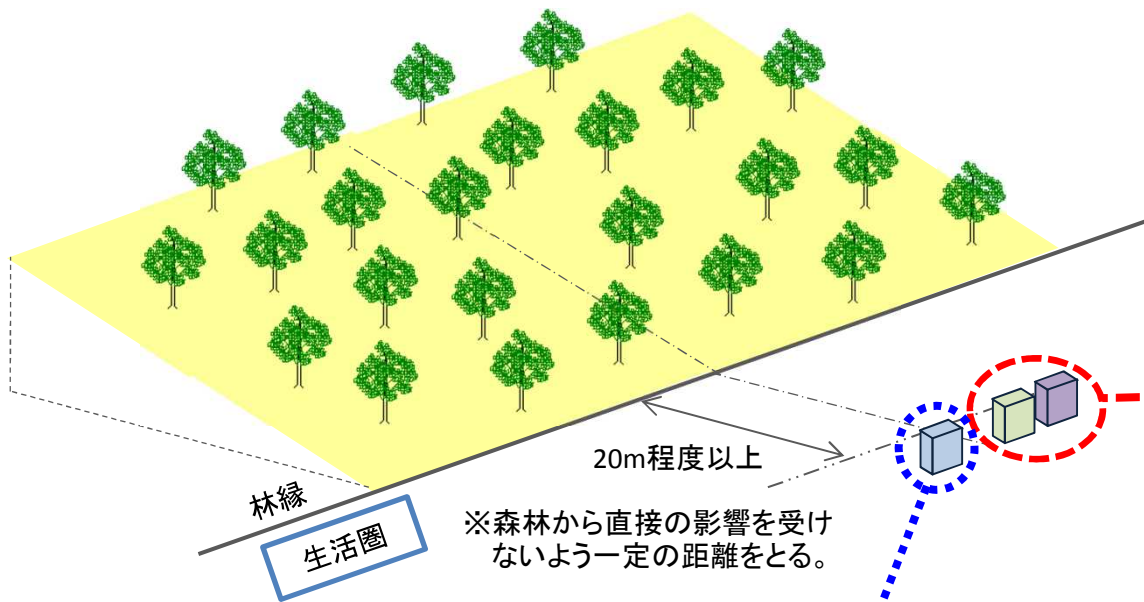 20m程度以上
林縁
生活圏
※森林から直接の影響を受け
ないよう一定の距離をとる。